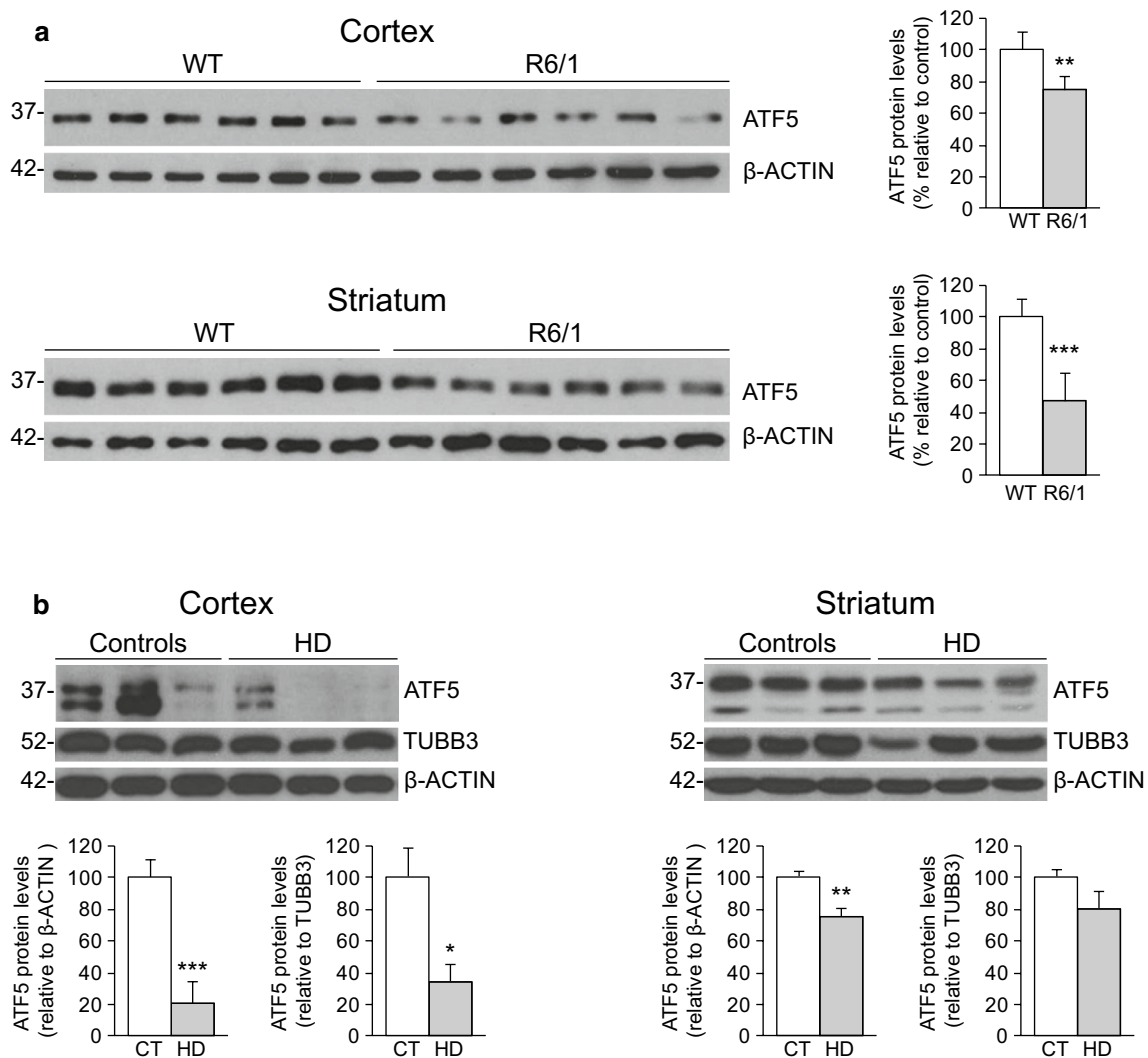 a
Cortex
WT R6/1
37-
ATF5
42-
β-ACTIN
120
100
80
60
40
20
0
ATF5 protein levels
(% relative to control)
**
WT R6/1
Striatum
WT R6/1
37-
ATF5
42-
β-ACTIN
120
100
80
60
40
20
0
ATF5 protein levels
(% relative to control)
***
WT R6/1
b
Cortex
Controls HD
37-
ATF5
52-
TUBB3
42-
β-ACTIN
120
100
80
60
40
20
0
ATF5 protein levels
(relative to β-ACTIN )
***
CT HD
120
100
80
60
40
20
0
ATF5 protein levels
(relative to TUBB3)
*
CT HD
Striatum
Controls HD
37-
ATF5
52-
TUBB3
42-
β-ACTIN
120
100
80
60
40
20
0
ATF5 protein levels
(relative to β-ACTIN)
**
CT HD
120
100
80
60
40
20
0
ATF5 protein levels
(relative to TUBB3)
CT HD